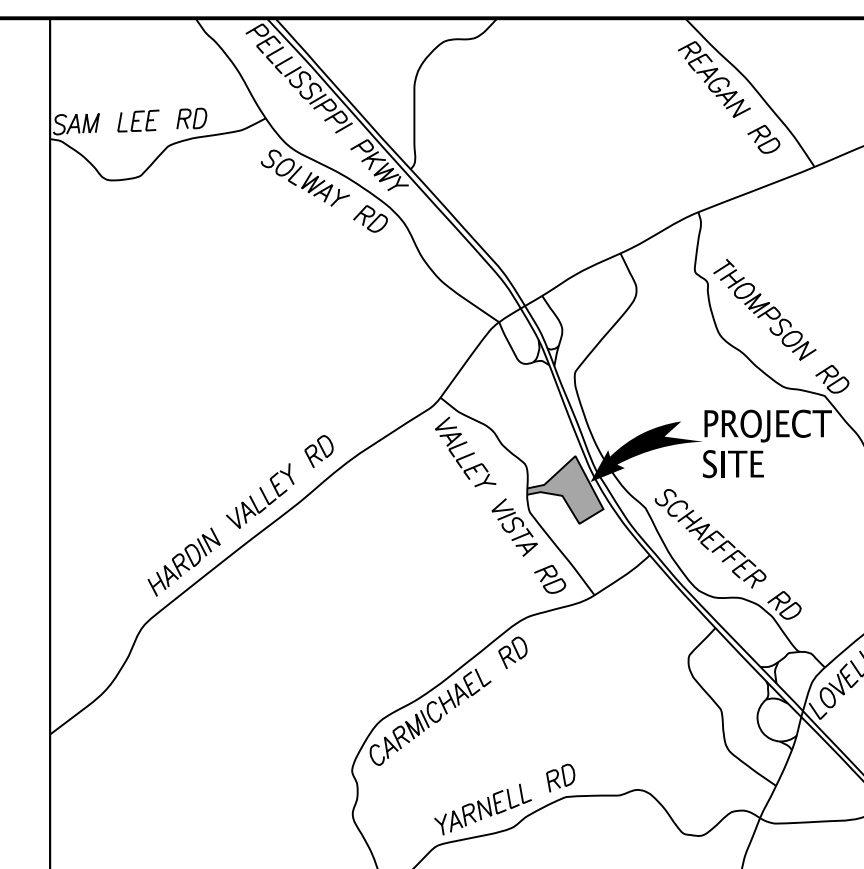 PELLISSIPPI PKWY
REAGAN RD
SAM LEE RD
SOLWAY RD
THOMPSON RD
PROJECT
SITE
VALLEY VISTA RD
HARDIN VALLEY RD
SCHAEFFER RD
CARMICHAEL RD
YARNELL RD